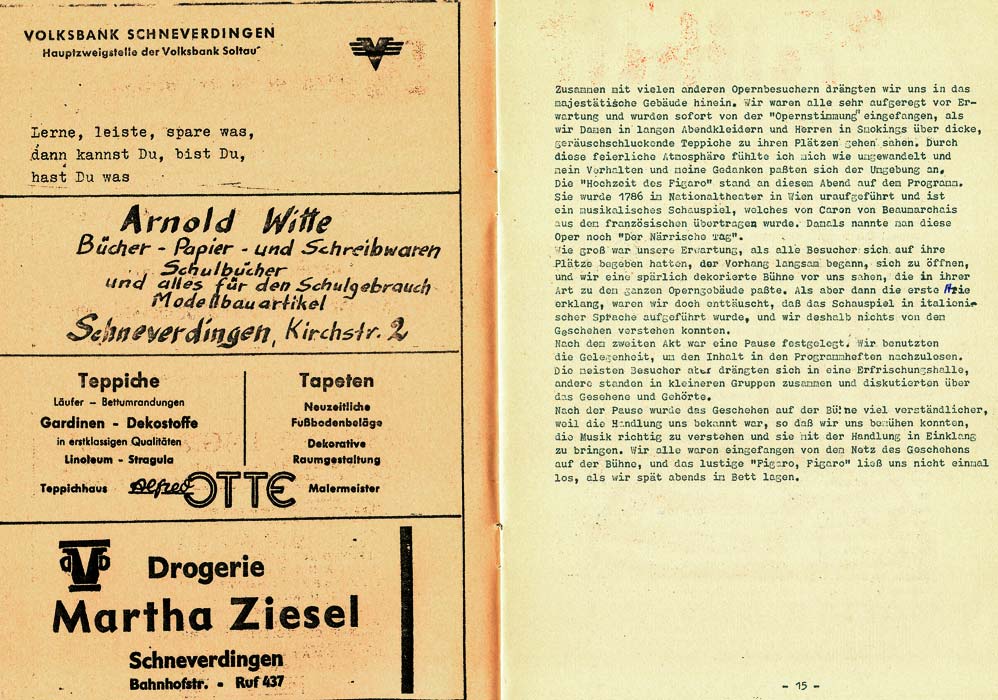 VOLKSBANK SCHNEVERDINGEN
Hauptzweigstelle der Volksbank Soltau
Lerne, leiste, spare was,
dann kannst Du, bist Du,
hast Du was
Arnold Witte
Bücher - Papier - und Schreibwaren
Schulbücher
und alles für den Schulgebrauch
Modellbauartikel
Schneverdingen, Kirchstr. 2
Teppiche
Läufer - Bettumrandungen
Gardinen - Dekostoffe
in erstklassigen Qualitäten
Linoleum - Stragula
Tapeten
Neuzeitliche
Fußbodenbeläge
Dekorative
Raumgestaltung
Teppichhaus Alfred OTTE Malermeister
Drogerie
Martha Ziesel
Schneverdingen
Bahnhofstr. - Ruf 437
Zusammen mit vielen anderen Opernbesuchern drängten wir uns in das
majestätische Gebäude hinein. Wir waren alle sehr aufgeregt vor Er-
wartung und wurden sofort von der "Opernstimmung" eingefangen, als
wir Damen in langen Abendkleidern und Herren in Smokings über dicke,
geräuschschluckende Teppiche zu ihren Plätzen gehen sahen. Durch
diese feierliche Atmosphäre fühlte ich mich wie umgewandelt und
mein Verhalten und meine Gedanken paßten sich der Umgebung an.
Die "Hochzeit des Figaro" stand an diesem Abend auf dem Programm.
Sie wurde 1786 im Nationaltheater in Wien uraufgeführt und ist
ein musikalisches Schauspiel, welches von Caron von Beaumarchais
aus dem französischen übertragen wurde. Damals nannte man diese
Oper noch "Der Närrische Tag".
Wie groß war unsere Erwartung, als alle Besucher sich auf ihre
Plätze begeben hatten, der Vorhang langsam begann, sich zu öffnen,
und wir eine spärlich dekorierte Bühne vor uns sahen, die in ihrer
Art zu dem ganzen Operngebäude paßte. Als aber dann die erste Arie
erklang, waren wir doch enttäuscht, daß das Schauspiel in italieni-
scher Sprache aufgeführt wurde, und wir deshalb nichts von dem
Geschehen verstehen konnten.
Nach dem zweiten Akt war eine Pause festgelegt. Wir benutzten
die Gelegenheit, um den Inhalt in den Programmheften nachzulosen.
Die meisten Besucher aber drängten sich in eine Erfrischungshalle,
andere standen in kleineren Gruppen zusammen und diskutierten über
das Gesehene und Gehörte.
Nach der Pause wurde das Geschehen auf der Bühne viel verständlicher,
weil die Handlung uns bekannt war, so daß wir uns bemühen konnten,
die Musik richtig zu verstehen und sie mit der Handlung in Einklang
zu bringen. Wir alle waren eingefangen von dem Netz des Geschehens
auf der Bühne, und das lustige "Figaro, Figaro" ließ uns nicht einmal
los, als wir spät abends im Bett lagen.
- 15 -